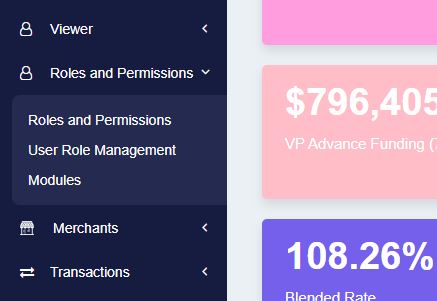 Viewer
Roles and Permissions
Roles and Permissions
User Role Management
Modules
Merchants
Transactions
$796,405
VP Advance Funding
108.26%
Blended Rate